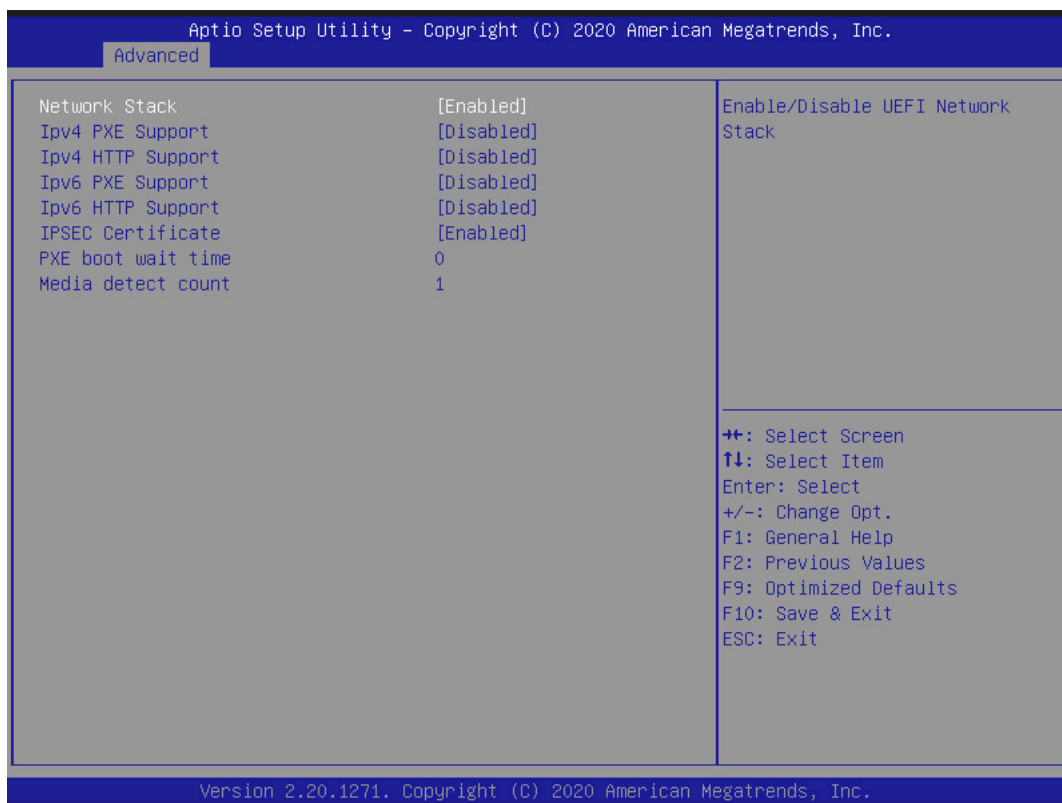 Aptio Setup Utility – Copyright (C) 2020 American Megatrends, Inc.
Advanced
Network Stack [Enabled]
Ipv4 PXE Support [Disabled]
Ipv4 HTTP Support [Disabled]
Ipv6 PXE Support [Disabled]
Ipv6 HTTP Support [Disabled]
IPSEC Certificate [Enabled]
PXE boot wait time 0
Media detect count 1
Enable/Disable UEFI Network
Stack
→←: Select Screen
↑↓: Select Item
Enter: Select
+/-: Change Opt.
F1: General Help
F2: Previous Values
F9: Optimized Defaults
F10: Save & Exit
ESC: Exit
Version 2.20.1271. Copyright (C) 2020 American Megatrends, Inc.